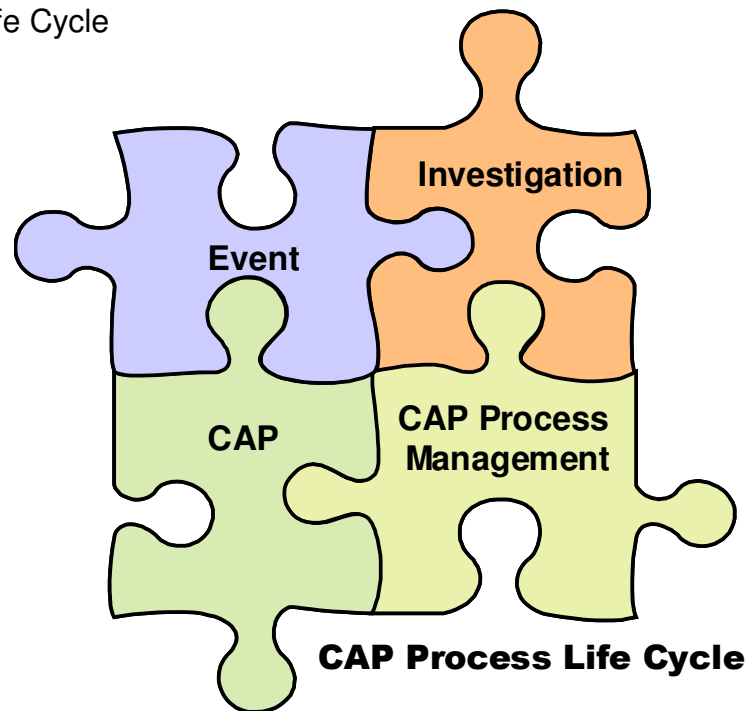 fe Cycle
Investigation
Event
CAP
CAP Process
Management
CAP Process Life Cycle